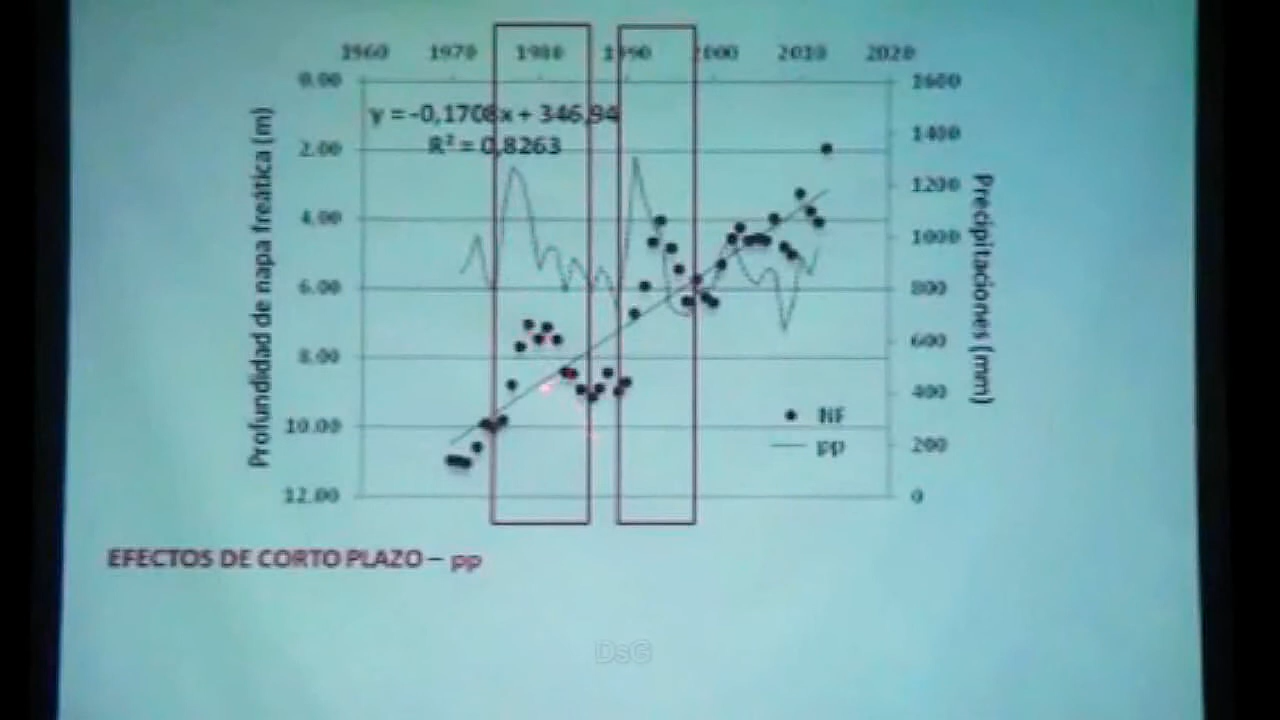 1960 1970 1980 1990 2000 2010 2020
0.00 1600
y = -0,1708x + 346,94
R² = 0,8263
1400
2.00
1200
4.00
1000
6.00 800
600
8.00
400
10.00
200
12.00 0
Profundidad de napa freática (m)
Precipitaciones (mm)
NF
pp
EFECTOS DE CORTO PLAZO – pp
DsG